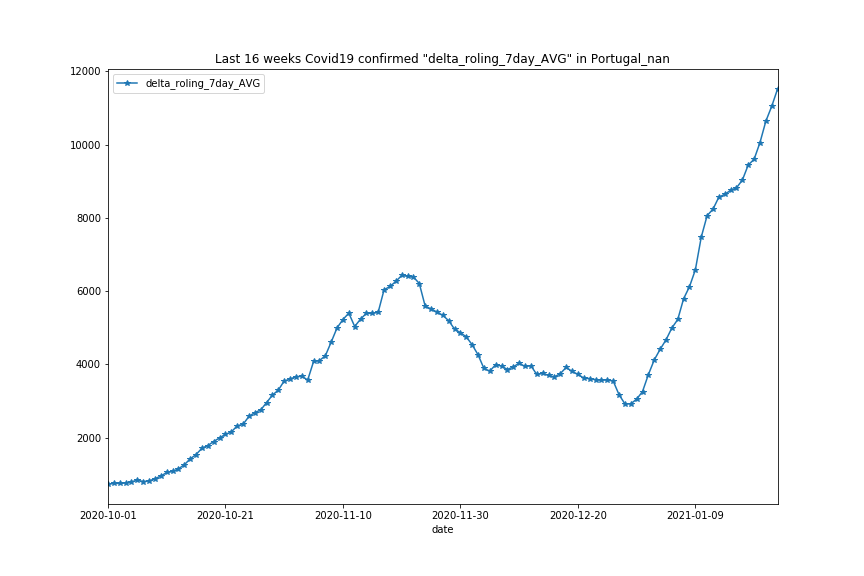 Last 16 weeks Covid19 confirmed "delta_roling_7day_AVG" in Portugal_nan
delta_roling_7day_AVG
12000
10000
8000
6000
4000
2000
2020-10-01 2020-10-21 2020-11-10 2020-11-30 2020-12-20 2021-01-09
date